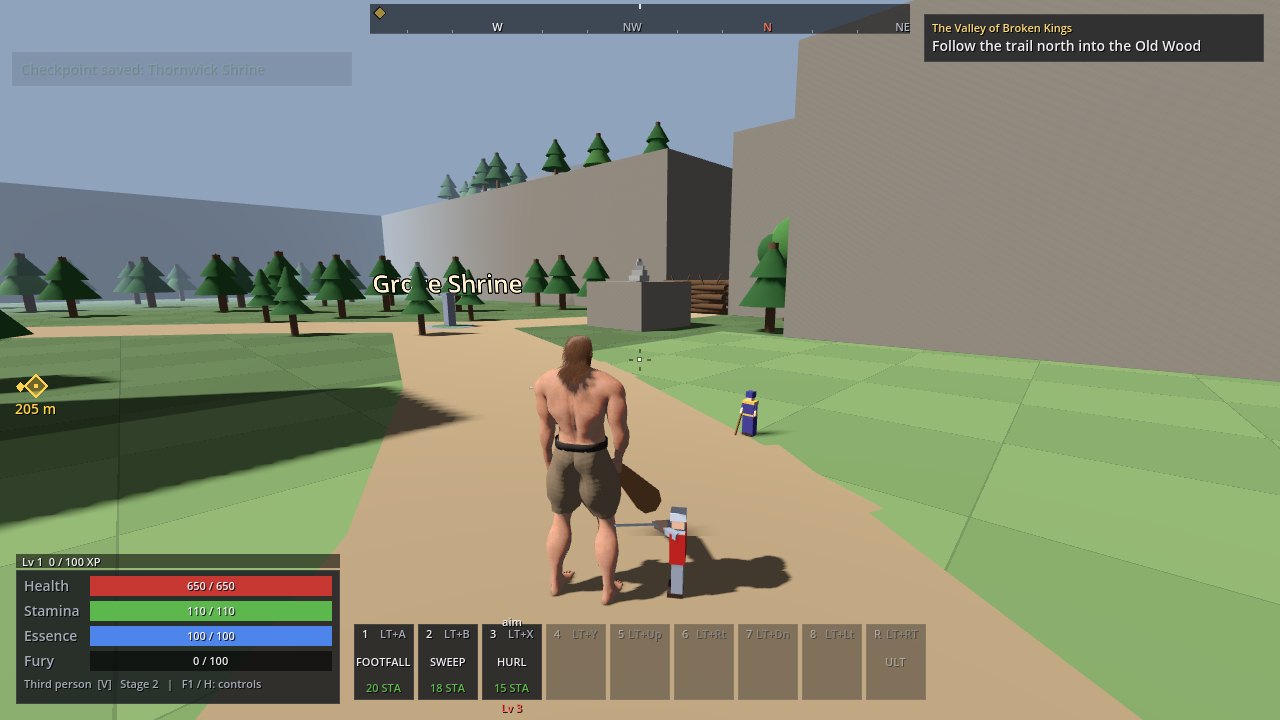 W NW N NE
The Valley of Broken Kings
Follow the trail north into the Old Wood
Checkpoint saved: Thornwick Shrine
Grove Shrine
205 m
Lv 1 0 / 100 XP
Health 650 / 650
Stamina 110 / 110
Essence 100 / 100
Fury 0 / 100
Third person [V] Stage 2 | F1 / H: controls
aim
1 LT+A 2 LT+B 3 LT+X 4 LT+Y 5 LT+Up 6 LT+Rt 7 LT+Dn 8 LT+Lt R LT+RT
FOOTFALL SWEEP HURL ULT
20 STA 18 STA 15 STA
Lv 3